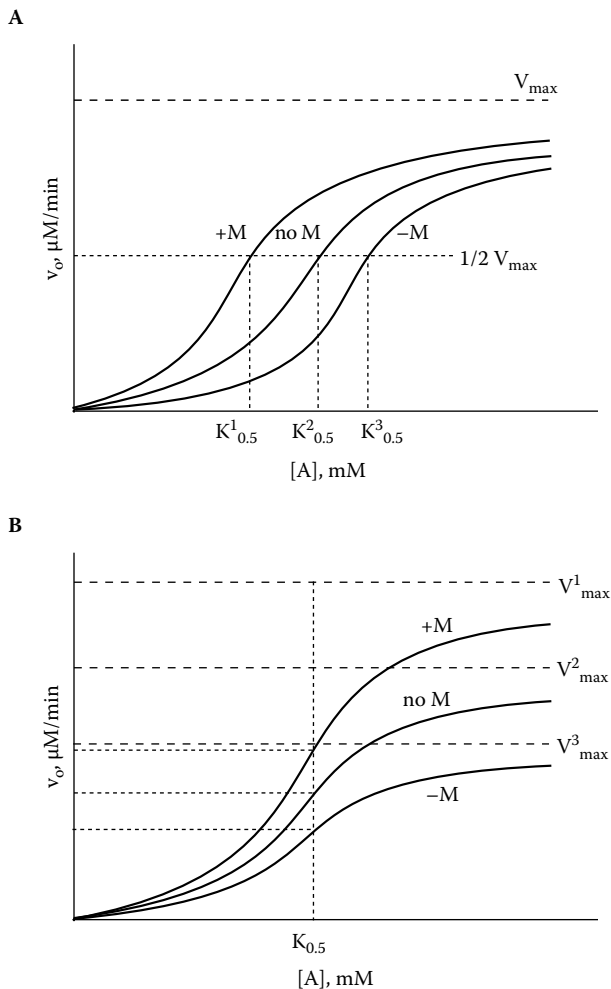 A
V_max
+M no M −M
1/2 V_max
v_o, µM/min
K^1_0.5 K^2_0.5 K^3_0.5
[A], mM
B
V^1_max
+M
V^2_max
no M
V^3_max
−M
v_o, µM/min
K_0.5
[A], mM